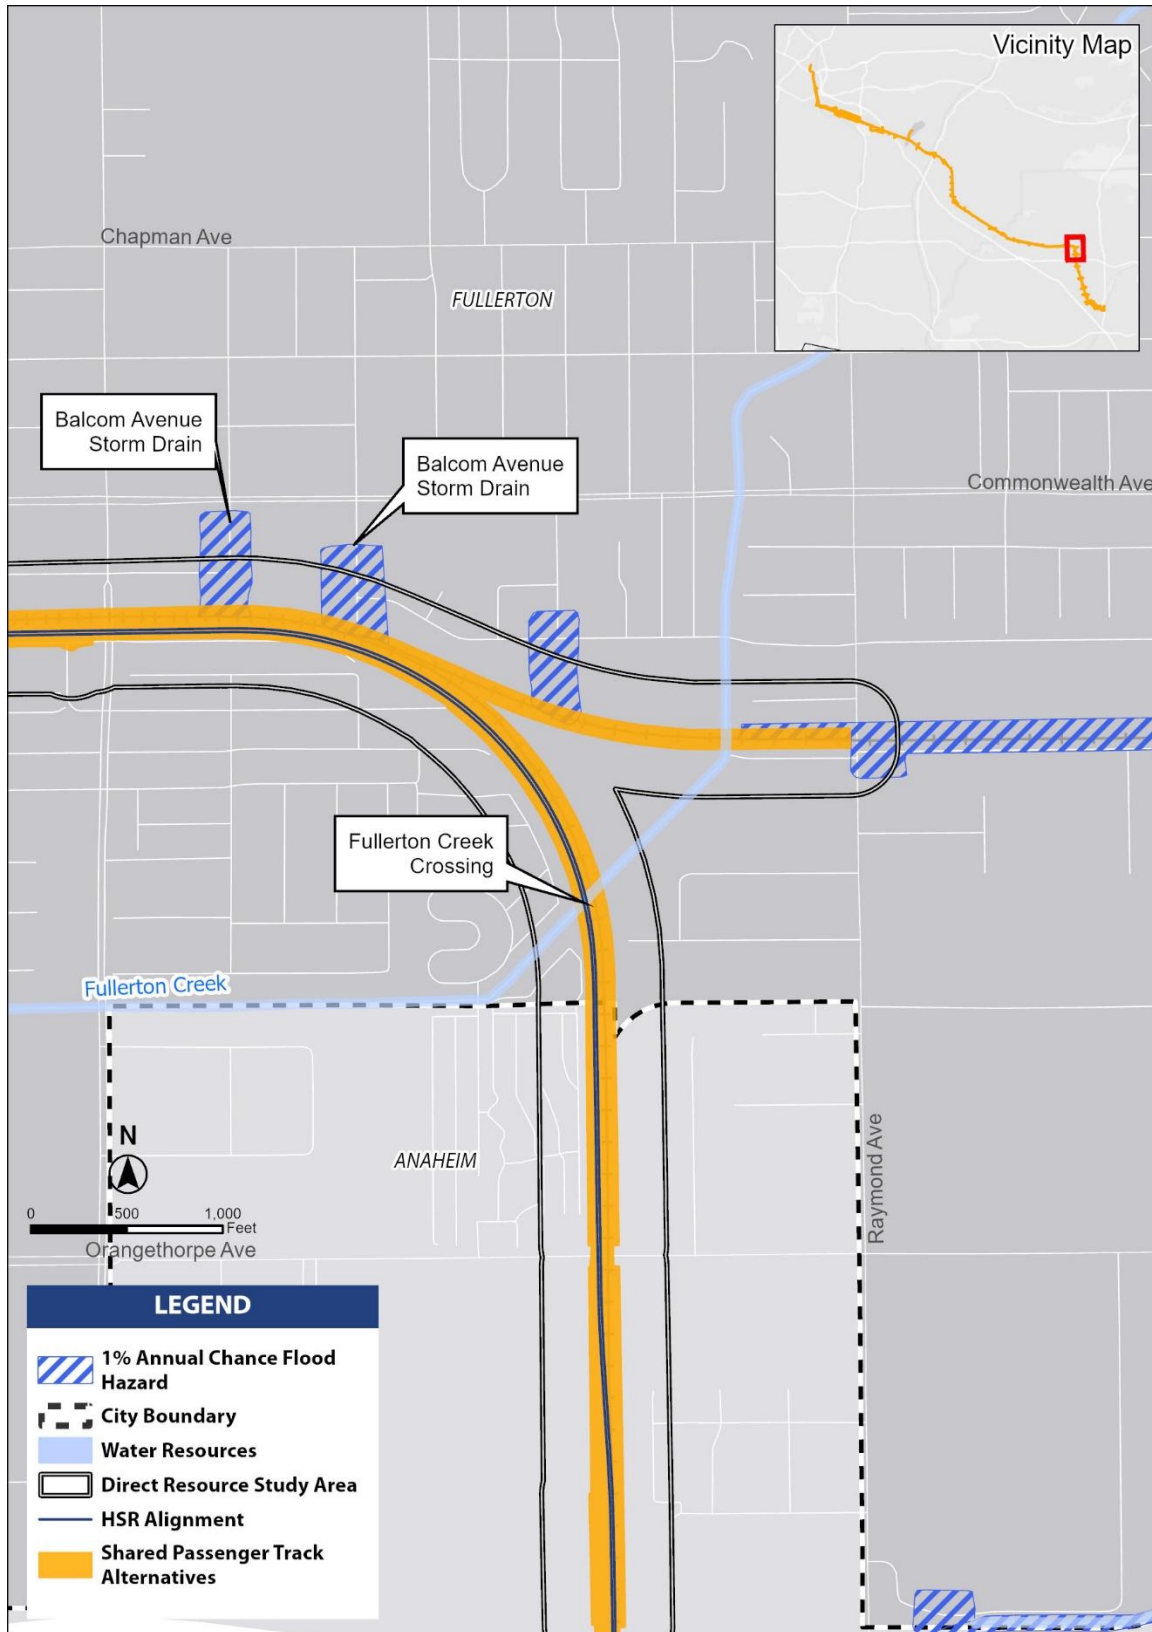 Vicinity Map
Chapman Ave
FULLERTON
Balcom Avenue
Storm Drain
Balcom Avenue
Storm Drain
Commonwealth Ave
Fullerton Creek
Crossing
Fullerton Creek
ANAHEIM
Raymond Ave
N
0 500 1,000
Feet
Orangethorpe Ave
LEGEND
1% Annual Chance Flood
Hazard
City Boundary
Water Resources
Direct Resource Study Area
HSR Alignment
Shared Passenger Track
Alternatives